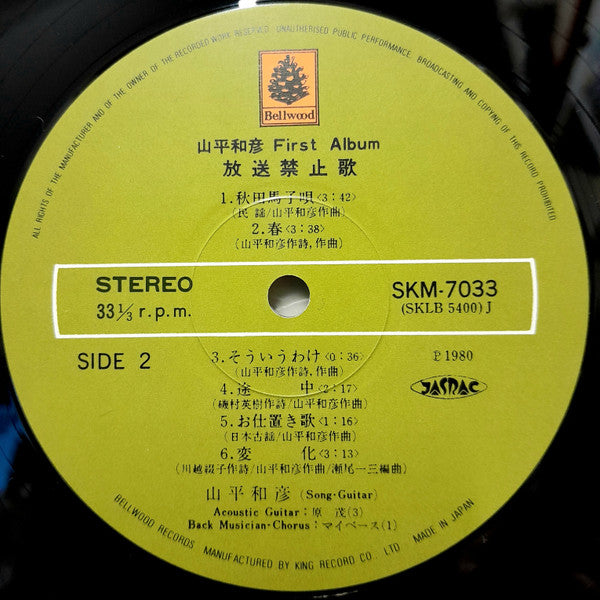 ALL RIGHTS OF THE MANUFACTURER AND OF THE OWNER OF THE RECORDED WORK RESERVED. UNAUTHORISED PUBLIC PERFORMANCE, BROADCASTING AND COPYING OF THIS RECORD PROHIBITED
Bellwood
山平和彦 First Album
放送禁止歌
1.秋田馬子唄<3:42>
(民謡/山平和彦作曲)
2.春<3:38>
(山平和彦作詩,作曲)
STEREO
33⅓ r.p.m.
SKM-7033
(SKLB 5400)J
SIDE 2
℗1980
JASRAC
3.そういうわけ<0:36>
(山平和彦作詩,作曲)
4.途 中<2:17>
(磯村英樹作詩/山平和彦作曲)
5.お仕置き歌<1:16>
(日本古謡/山平和彦作曲)
6.変 化<3:13>
(川越綴子作詩/山平和彦作曲/瀬尾一三編曲)
山平和彦(Song·Guitar)
Acoustic Guitar:原 茂(3)
Back Musician-Chorus:マイペース(1)
BELLWOOD RECORDS MANUFACTURED BY KING RECORD CO. LTD. MADE IN JAPAN